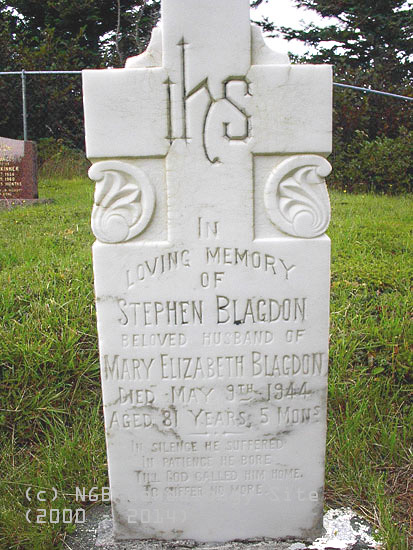 ihs
IN
LOVING MEMORY
OF
STEPHEN BLAGDON
BELOVED HUSBAND OF
MARY ELIZABETH BLAGDON
DIED MAY 9TH 1944
AGED 81 YEARS, 5 MONS
IN SILENCE HE SUFFERED
IN PATIENCE HE BORE
TILL GOD CALLED HIM HOME,
TO SUFFER NO MORE
(c) NGB Site
(2000 2014)